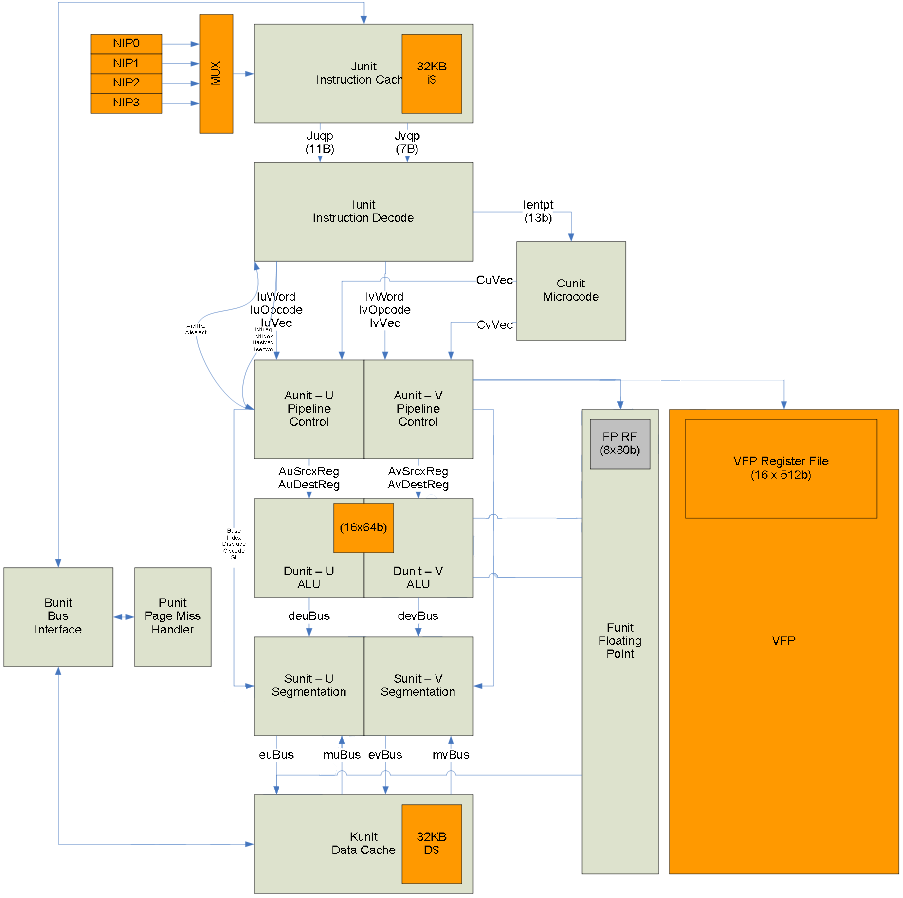 NIP0
NIP1
NIP2
NIP3
MUX
Junit
Instruction Cach
32KB
iS
Juqp
(11B)
Jvqp
(7B)
Iunit
Instruction Decode
Ientpt
(13b)
Cunit
Microcode
CuVec
CvVec
IuWord
IuOpcode
IuVec
IvWord
IvOpcode
IvVec
Aunit – U
Pipeline
Control
Aunit – V
Pipeline
Control
FP RF
(8x80b)
VFP Register File
(16 x 512b)
AuSrcxReg
AuDestReg
AvSrcxReg
AvDestReg
(16x64b)
Base
Index
Dunit – U
ALU
Dunit – V
ALU
Bunit
Bus
Interface
Punit
Page Miss
Handler
deuBus
devBus
Funit
Floating
Point
VFP
Sunit – U
Segmentation
Sunit – V
Segmentation
euBus
muBus
evBus
mvBus
Kunit
Data Cache
32KB
DS